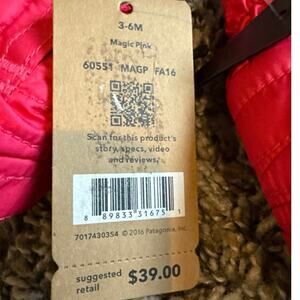 3-6M
Magic Pink
60551 MAGP FA16
Scan for this product's
story, specs, video
and reviews.
8 89833 31675 1
7017430354 © 2016 Patagonia, Inc.
suggested $39.00
retail